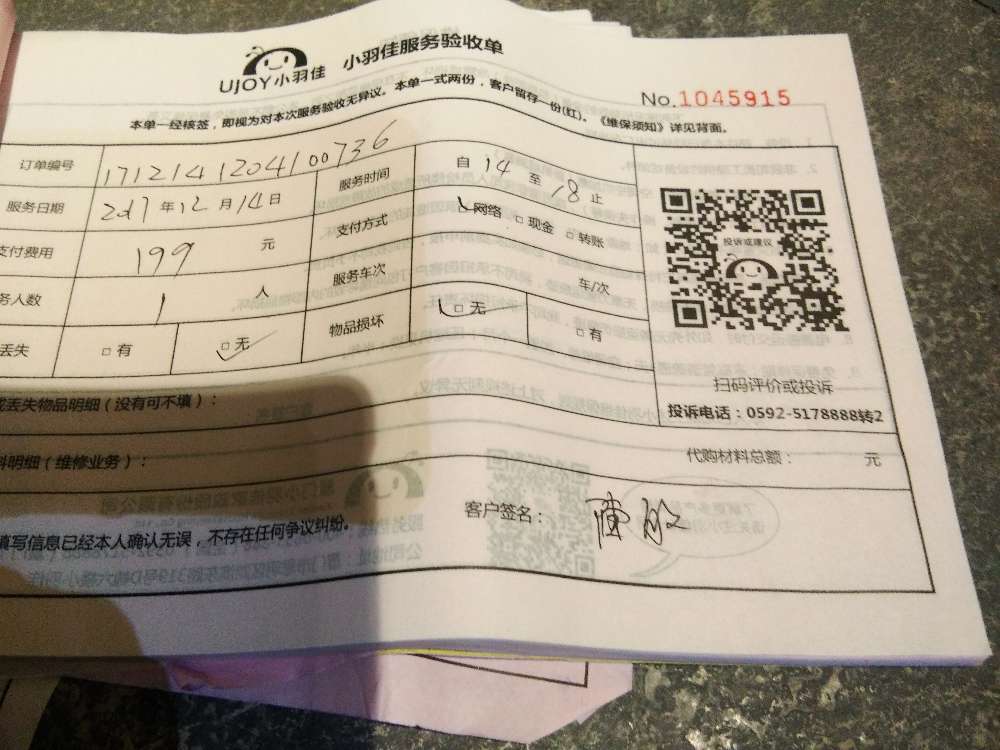 UJOY小羽佳 小羽佳服务验收单
No.1045915
本单一经核签，即视为对本次服务验收无异议。本单一式两份，客户留存一份(红)。《维保须知》详见背面。
订单编号 1712141204100736 服务时间 自 14 至 18 止
服务日期 2017 年 12 月 14 日 支付方式 □网络 □现金 □转账
支付费用 199 元 服务车次 车/次
务人数 1 人 物品损坏 □无 □有
丢失 □有 □无
投诉或建议
扫码评价或投诉
投诉电话：0592-5178888转2
或丢失物品明细（没有可不填）：
料明细（维修业务）： 代购材料总额： 元
填写信息已经本人确认无误，不存在任何争议纠纷。 客户签名：